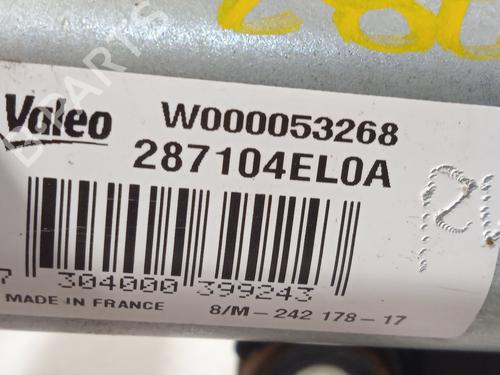 Valeo
W000053268
287104EL0A
7 304000 399243
MADE IN FRANCE
8/M-242 178-17